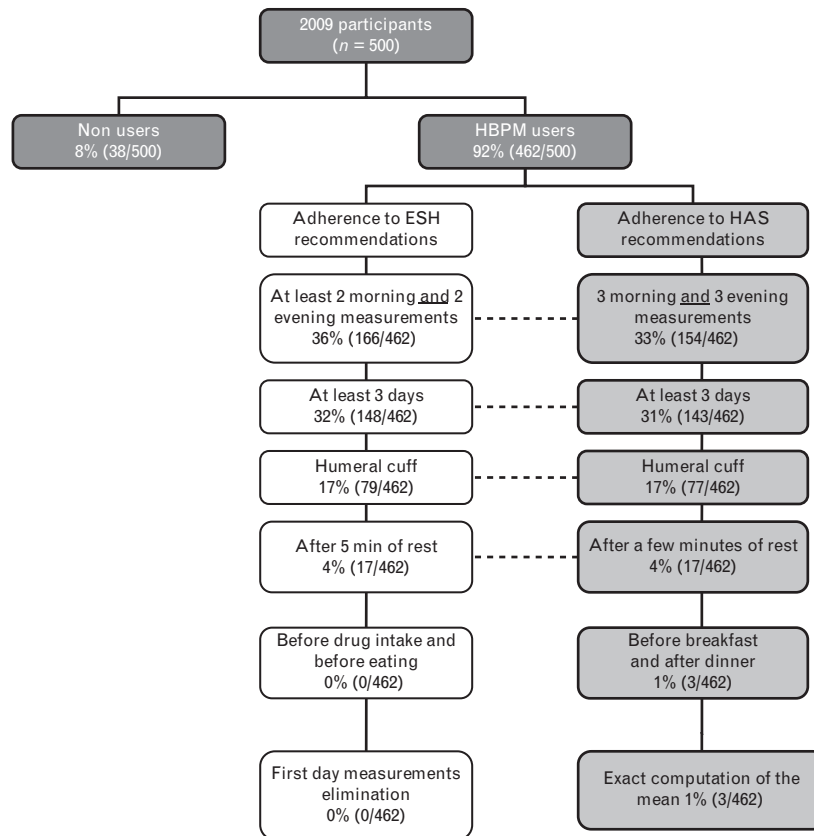 2009 participants
(n = 500)
Non users
8% (38/500)
HBPM users
92% (462/500)
Adherence to ESH
recommendations
At least 2 morning and 2
evening measurements
36% (166/462)
At least 3 days
32% (148/462)
Humeral cuff
17% (79/462)
After 5 min of rest
4% (17/462)
Before drug intake and
before eating
0% (0/462)
First day measurements
elimination
0% (0/462)
Adherence to HAS
recommendations
3 morning and 3 evening
measurements
33% (154/462)
At least 3 days
31% (143/462)
Humeral cuff
17% (77/462)
After a few minutes of rest
4% (17/462)
Before breakfast
and after dinner
1% (3/462)
Exact computation of the
mean 1% (3/462)